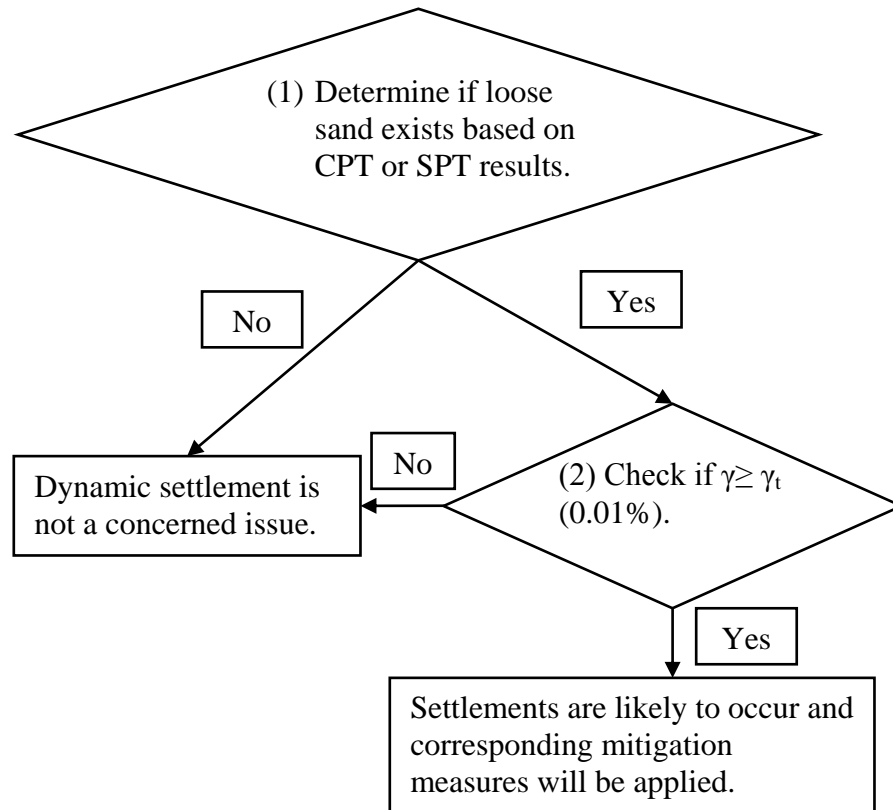 (1) Determine if loose
sand exists based on
CPT or SPT results.
No
Yes
No
Dynamic settlement is
not a concerned issue.
(2) Check if γ≥ γₜ
(0.01%).
Yes
Settlements are likely to occur and
corresponding mitigation
measures will be applied.